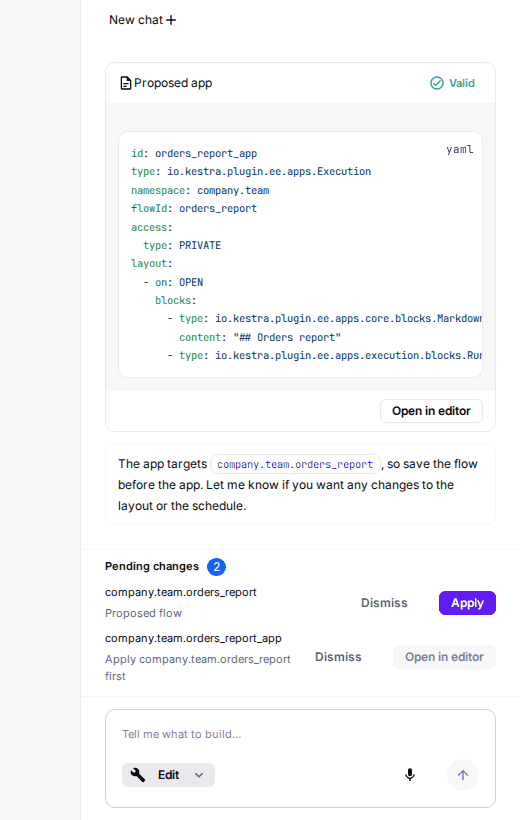 New chat +
Proposed app
Valid
yaml
id: orders_report_app
type: io.kestra.plugin.ee.apps.Execution
namespace: company.team
flowId: orders_report
access:
  type: PRIVATE
layout:
  - on: OPEN
    blocks:
      - type: io.kestra.plugin.ee.apps.core.blocks.Markdown
        content: "## Orders report"
      - type: io.kestra.plugin.ee.apps.execution.blocks.Run
Open in editor
The app targets company.team.orders_report, so save the flow
before the app. Let me know if you want any changes to the
layout or the schedule.
Pending changes 2
company.team.orders_report
Proposed flow
Dismiss
Apply
company.team.orders_report_app
Apply company.team.orders_report
first
Dismiss
Open in editor
Tell me what to build...
Edit